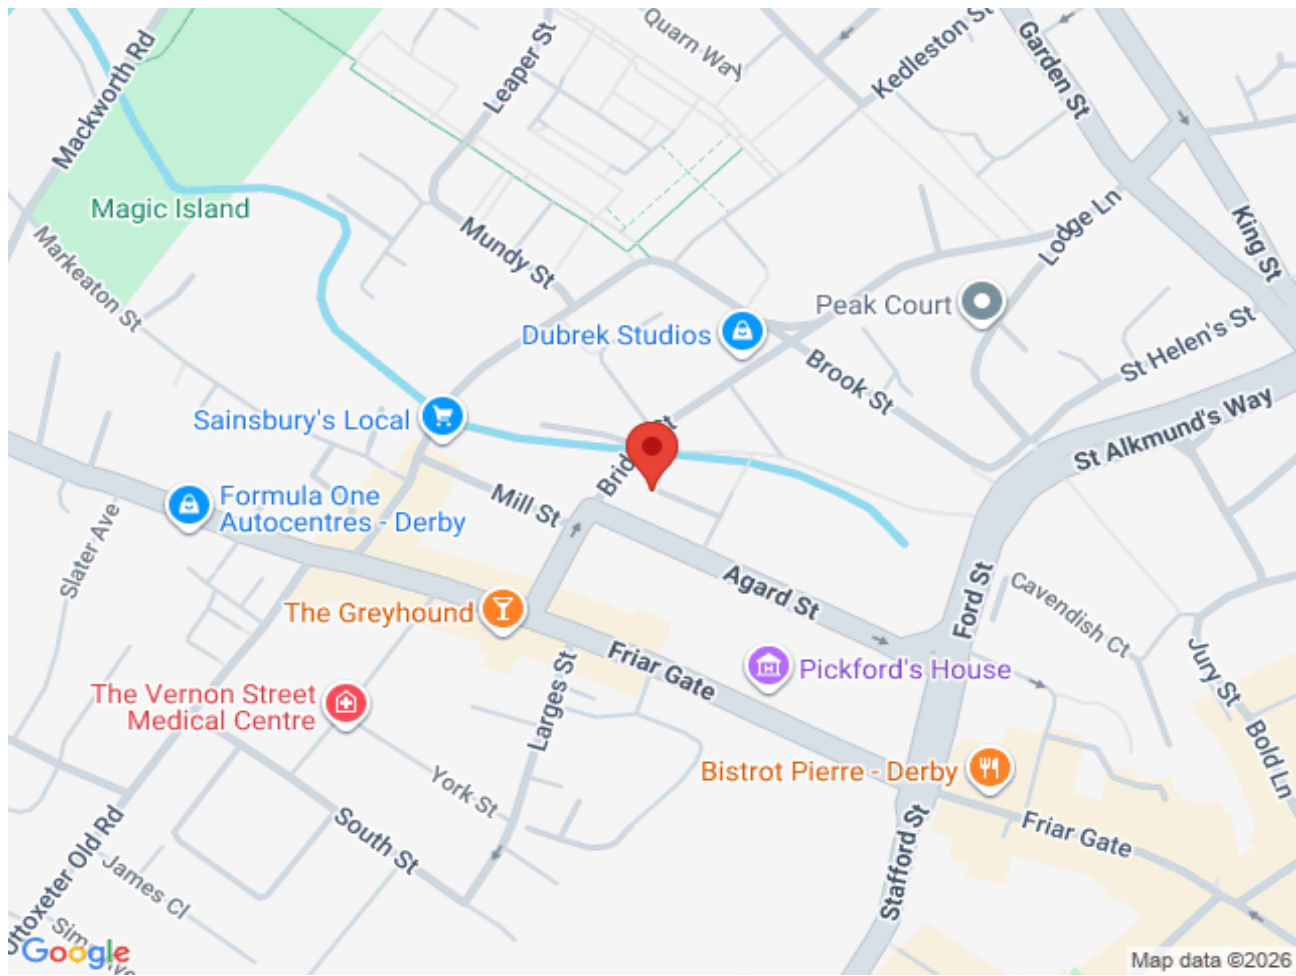 Quarn Way
Kedleston St
Garden St
Mackworth Rd
Leaper St
Magic Island
Lodge Ln
King St
Markeaton St
Mundy St
Peak Court
Dubrek Studios
St Helen's St
Brook St
Sainsbury's Local
St Alkmund's Way
Formula One
Autocentres - Derby
Mill St
Slater Ave
Agard St
Ford St
Cavendish Ct
The Greyhound
Friar Gate
Pickford's House
Jury St
The Vernon Street
Medical Centre
Larges St
Bold Ln
Bistrot Pierre - Derby
York St
South St
Stafford St
Friar Gate
James Cl
Google
Map data ©2026